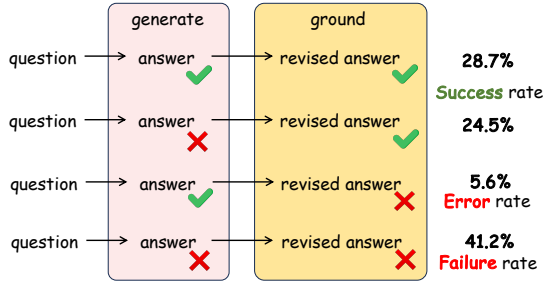 generate ground
question answer revised answer 28.7%
Success rate
question answer revised answer 24.5%
question answer revised answer 5.6%
Error rate
question answer revised answer 41.2%
Failure rate